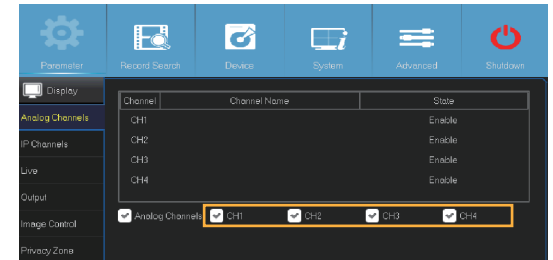 Parameter Record Search Device System Advanced Shutdown
Display
Analog Channels
IP Channels
Live
Output
Image Control
Privacy Zone
Channel Channel Name State
CH1 Enable
CH2 Enable
CH3 Enable
CH4 Enable
Analog Channels CH1 CH2 CH3 CH4